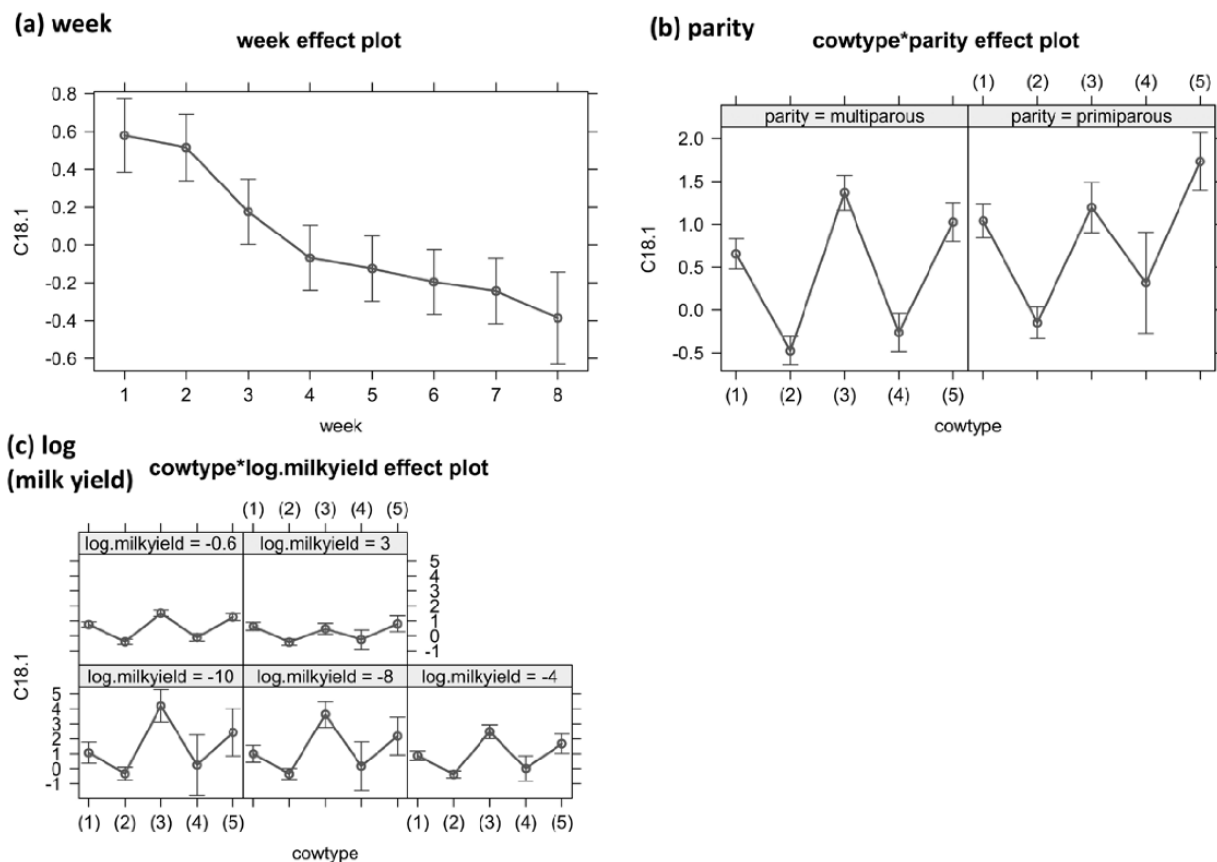 (a) week
week effect plot
C18.1
0.8
0.6
0.4
0.2
0.0
-0.2
-0.4
-0.6
1 2 3 4 5 6 7 8
week
(b) parity
cowtype*parity effect plot
(1) (2) (3) (4) (5)
parity = multiparous parity = primiparous
C18.1
2.0
1.5
1.0
0.5
0.0
-0.5
(1) (2) (3) (4) (5)
cowtype
(c) log
(milk yield)
cowtype*log.milkyield effect plot
(1) (2) (3) (4) (5)
log.milkyield = -0.6 log.milkyield = 3
5
4
3
2
1
0
-1
C18.1
log.milkyield = -10 log.milkyield = -8 log.milkyield = -4
5
4
3
2
1
0
-1
(1) (2) (3) (4) (5) (1) (2) (3) (4) (5)
cowtype